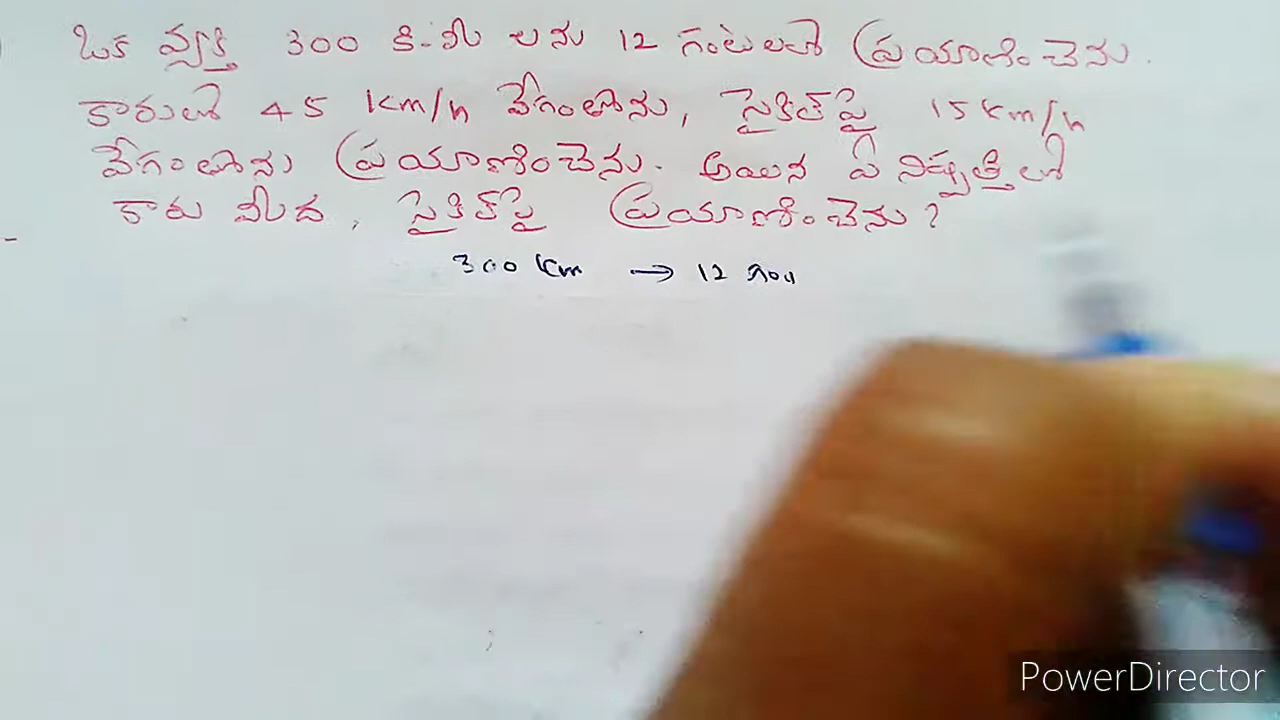 ఒక వ్యక్తి 300 కి.మీ లను 12 గంటలలో ప్రయాణించెను.
కారులో 45 km/h వేగంతోను, సైకిల్‌పై 15 km/h
వేగంతోను ప్రయాణించెను. అయిన ఏ నిష్పత్తిలో
కారు మీద, సైకిల్‌పై ప్రయాణించెను?
300 km → 12 గం॥
PowerDirector